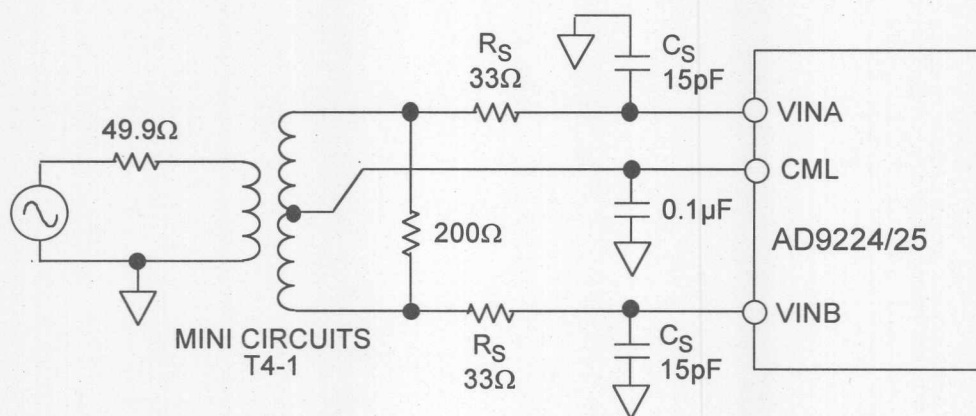 49.9Ω
MINI CIRCUITS
T4-1
RS
33Ω
CS
15pF
200Ω
0.1µF
RS
33Ω
CS
15pF
VINA
CML
VINB
AD9224/25